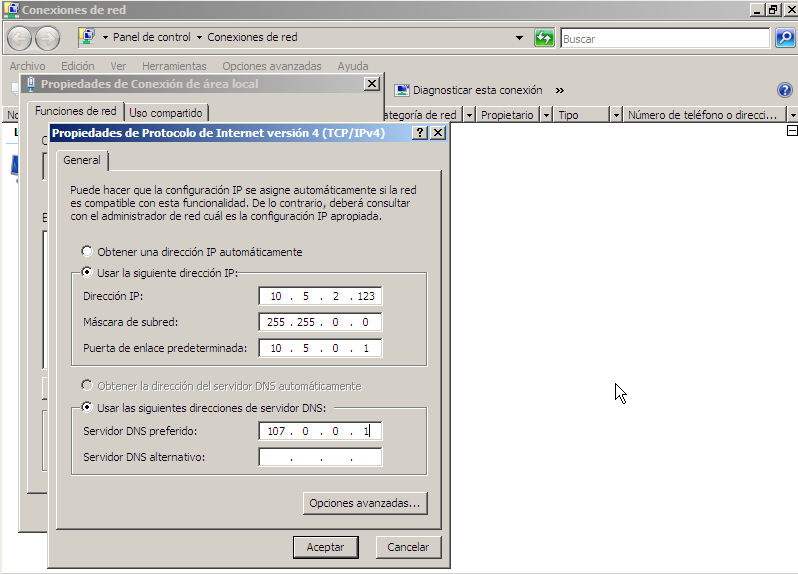 Conexiones de red
Panel de control Conexiones de red
Buscar
Archivo Edición Ver Herramientas Opciones avanzadas Ayuda
Propiedades de Conexión de área local
Diagnosticar esta conexión »
Funciones de red Uso compartido
ategoría de red Propietario Tipo Número de teléfono o direcci...
Propiedades de Protocolo de Internet versión 4 (TCP/IPv4)
General
Puede hacer que la configuración IP se asigne automáticamente si la red
es compatible con esta funcionalidad. De lo contrario, deberá consultar
con el administrador de red cuál es la configuración IP apropiada.
Obtener una dirección IP automáticamente
Usar la siguiente dirección IP:
Dirección IP: 10 . 5 . 2 . 123
Máscara de subred: 255 . 255 . 0 . 0
Puerta de enlace predeterminada: 10 . 5 . 0 . 1
Obtener la dirección del servidor DNS automáticamente
Usar las siguientes direcciones de servidor DNS:
Servidor DNS preferido: 107 . 0 . 0 . 1
Servidor DNS alternativo: . . .
Opciones avanzadas...
Aceptar Cancelar